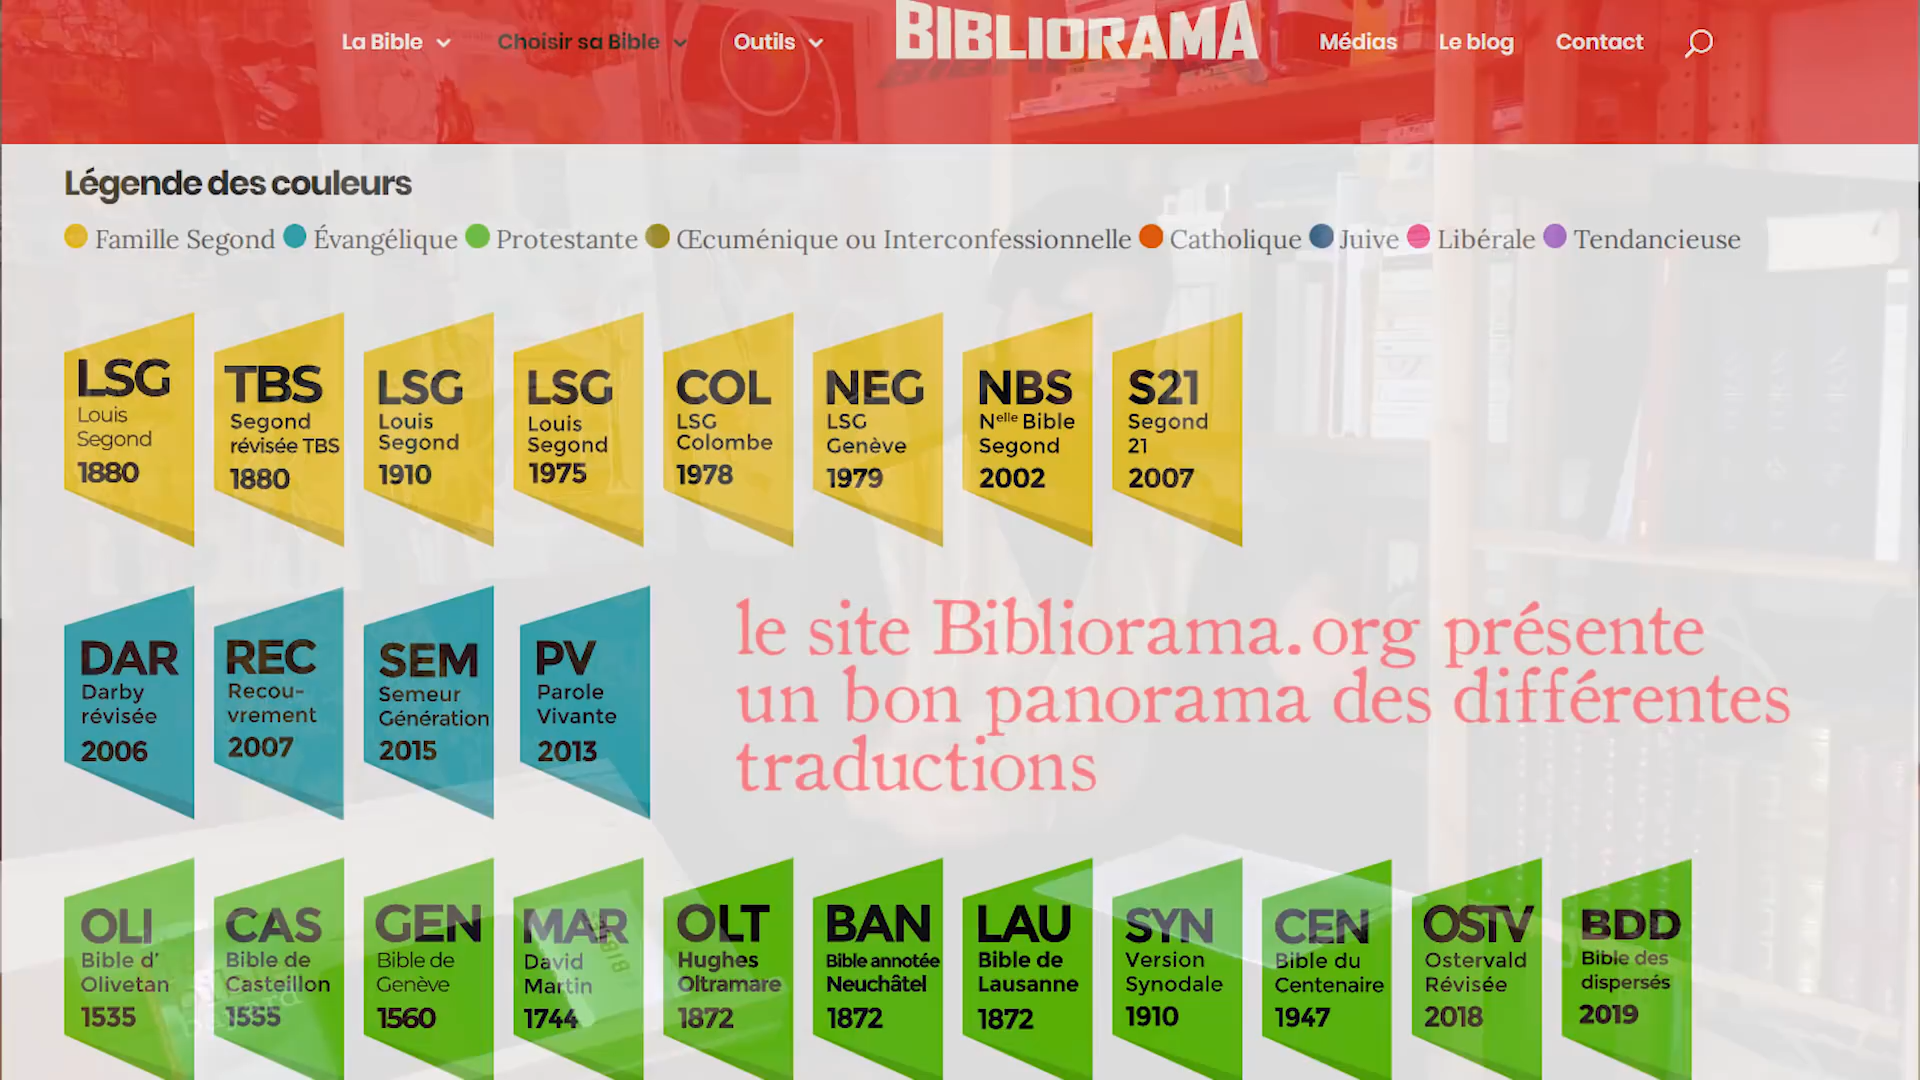 La Bible
Choisir sa Bible
Outils
BIBLIORAMA
Médias
Le blog
Contact
Légende des couleurs
Famille Segond
Évangélique
Protestante
Œcuménique ou Interconfessionnelle
Catholique
Juive
Libérale
Tendancieuse
LSG
Louis
Segond
1880
TBS
Segond
révisée TBS
1880
LSG
Louis
Segond
1910
LSG
Louis
Segond
1975
COL
LSG
Colombe
1978
NEG
LSG
Genève
1979
NBS
Nelle Bible
Segond
2002
S21
Segond
21
2007
DAR
Darby
révisée
2006
REC
Recou-
vrement
2007
SEM
Semeur
Génération
2015
PV
Parole
Vivante
2013
le site Bibliorama.org présente
un bon panorama des différentes
traductions
OLI
Bible d'
Olivetan
1535
CAS
Bible de
Casteillon
1555
GEN
Bible de
Genève
1560
MAR
David
Martin
1744
OLT
Hughes
Oltramare
1872
BAN
Bible annotée
Neuchâtel
1872
LAU
Bible de
Lausanne
1872
SYN
Version
Synodale
1910
CEN
Bible du
Centenaire
1947
OSTV
Ostervald
Révisée
2018
BDD
Bible des
dispersés
2019